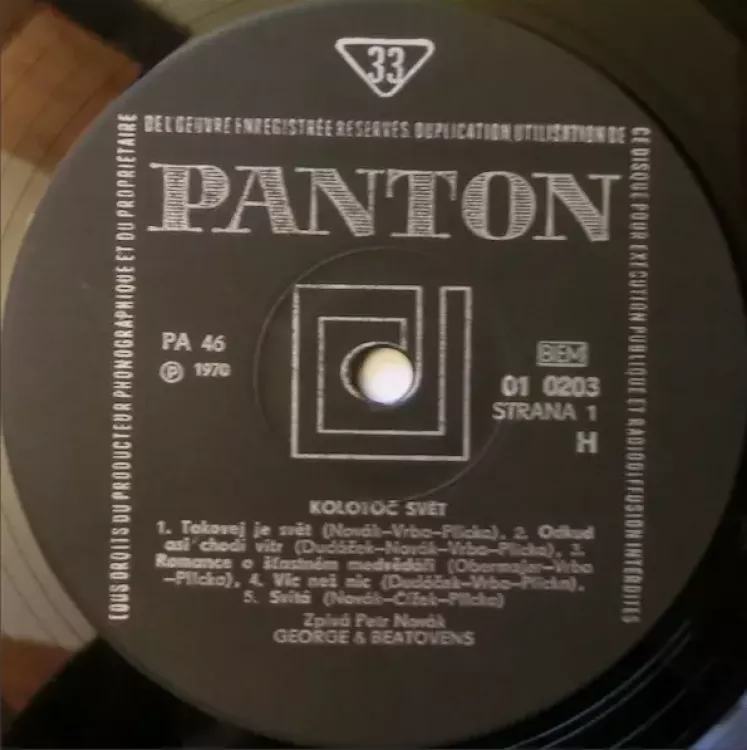 33
TOUS DROITS DU PRODUCTEUR PHONOGRAPHIQUE ET DU PROPRIÉTAIRE
DE L'OEUVRE ENREGISTRÉE RESERVES. DUPLICATION, UTILISATION DE
CE DISQUE POUR EXECUTION PUBLIQUE ET RADIODIFFUSION INTERDITES
PANTON
PA 46
Ⓟ 1970
BEM
01 0203
STRANA 1
H
KOLOTOČ SVĚT
1. Takovej je svět (Novák–Vrba–Plicka), 2. Odkud
asi chodí vítr (Dudáček–Novák–Vrba–Plicka), 3.
Romance o šťastném medvědáři (Obermajer–Vrba
–Plicka), 4. Víc než nic (Dudáček–Vrba–Plicka),
5. Svítá (Novák–Čížek–Plicka)
Zpívá Petr Novák
GEORGE & BEATOVENS